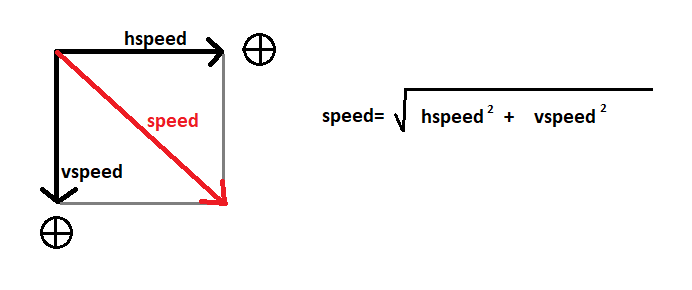 hspeed
speed
vspeed
speed= √ hspeed² + vspeed²